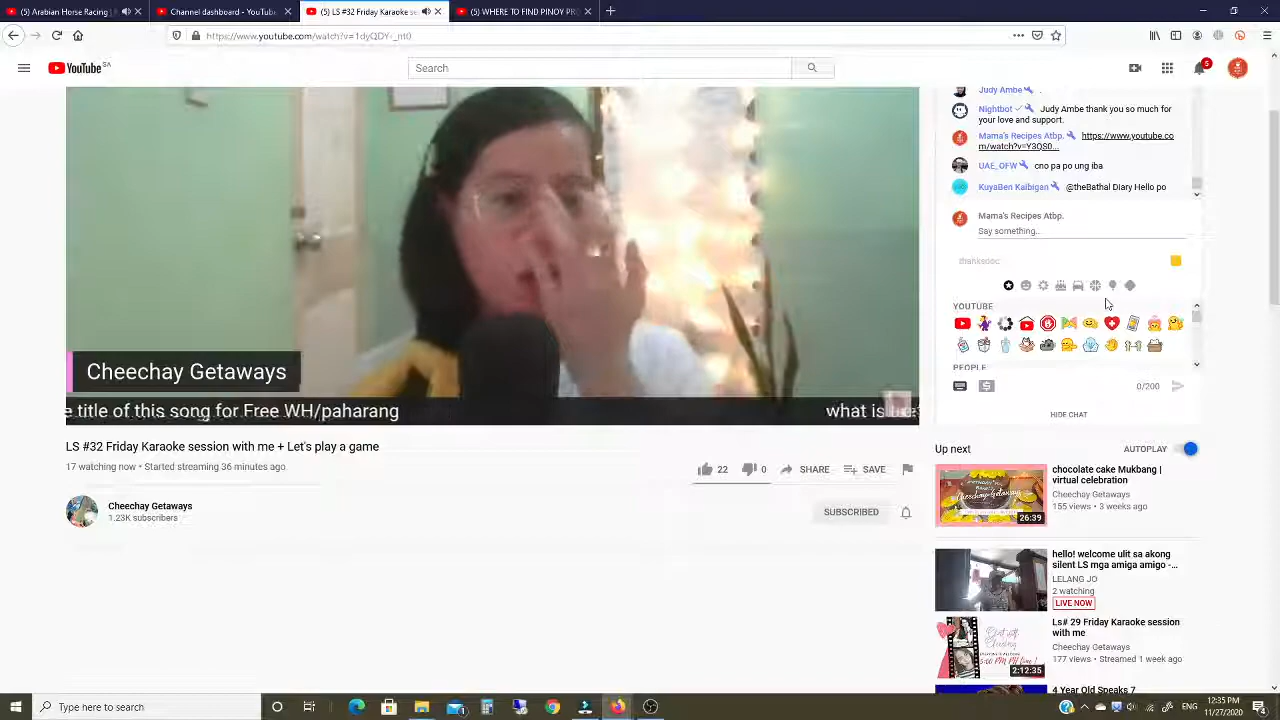 (5) Arabian Horse Racing L
Channel dashboard - YouTube
(5) LS #32 Friday Karaoke se
(5) WHERE TO FIND PINOY PR
YouTube SA
Search
5
Judy Ambe .
Nightbot Judy Ambe thank you so much for
your love and support.
Mama's Recipes Atbp. https://www.youtube.co
m/watch?v=Y3QS0...
UAE_OFW cno pa po ung iba
KuyaBen Kaibigan @theBathal Diary Hello po
Mama's Recipes Atbp.
Say something...
YOUTUBE
PEOPLE
0/200
HIDE CHAT
Cheechay Getaways
e title of this song for Free WH/paharang
what is
LS #32 Friday Karaoke session with me + Let's play a game
17 watching now • Started streaming 36 minutes ago
22
0
SHARE
SAVE
Cheechay Getaways
1.23K subscribers
SUBSCRIBED
Up next
AUTOPLAY
chocolate cake Mukbang |
virtual celebration
Cheechay Getaways
155 views • 3 weeks ago
26:39
hello! welcome ulit sa akong
silent LS mga amiga amigo -...
LELANG JO
2 watching
LIVE NOW
Ls# 29 Friday Karaoke session
with me
Cheechay Getaways
177 views • Streamed 1 week ago
2:12:35
4 Year Old Speaks 7
Type here to search
12:35 PM
11/27/2020